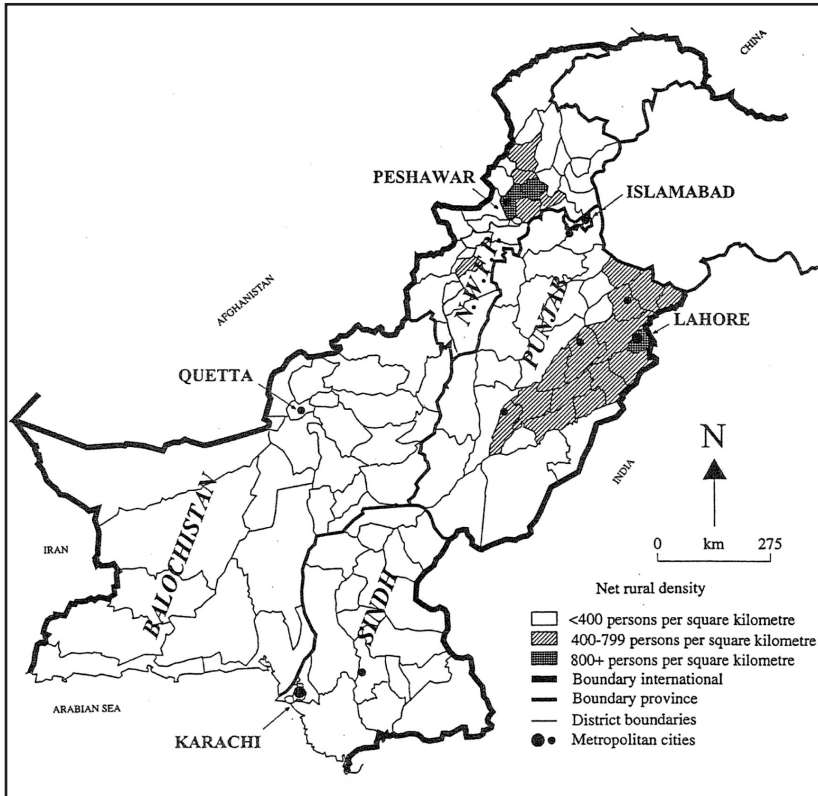 CHINA
PESHAWAR
ISLAMABAD
N.W.F.P.
AFGHANISTAN
PUNJAB
LAHORE
QUETTA
N
INDIA
BALOCHISTAN
0 km 275
IRAN
SINDH
Net rural density
<400 persons per square kilometre
400-799 persons per square kilometre
800+ persons per square kilometre
Boundary international
ARABIAN SEA
Boundary province
District boundaries
KARACHI
Metropolitan cities